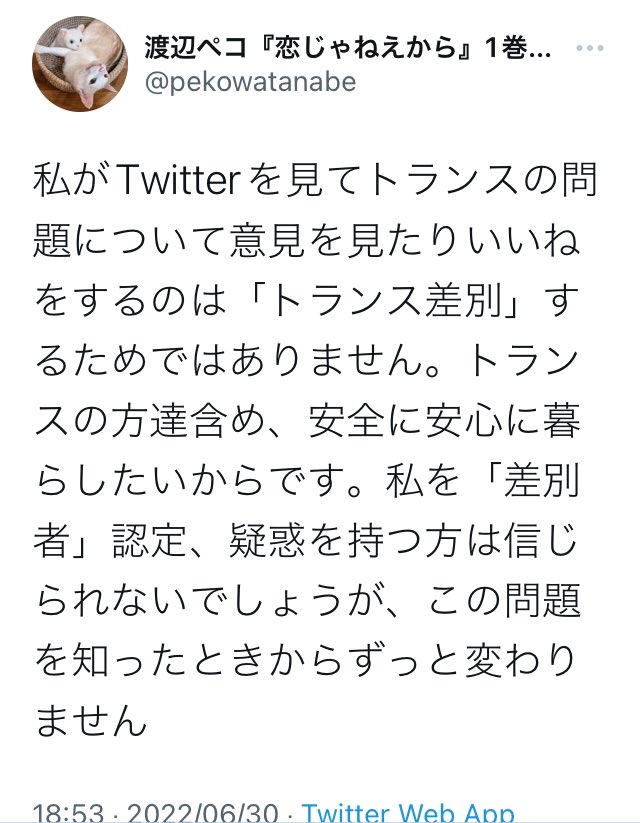 渡辺ペコ『恋じゃねえから』1巻...
@pekowatanabe
私がTwitterを見てトランスの問
題について意見を見たりいいね
をするのは「トランス差別」す
るためではありません。トラン
スの方達含め、安全に安心に暮
らしたいからです。私を「差別
者」認定、疑惑を持つ方は信じ
られないでしょうが、この問題
を知ったときからずっと変わり
ません
18:53 · 2022/06/30 · Twitter Web App